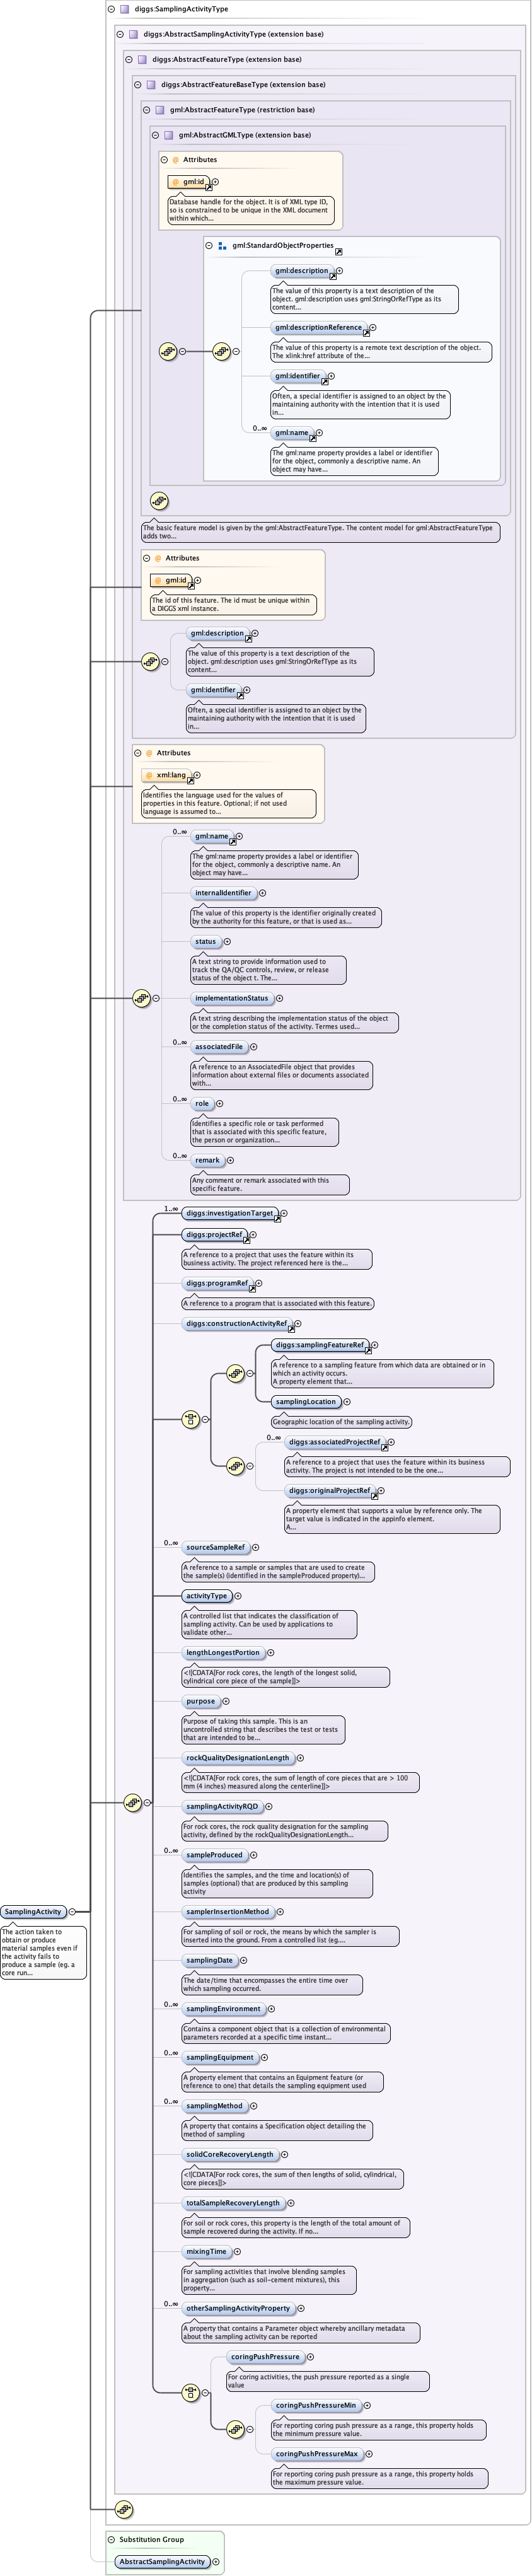 diggs:SamplingActivityType
diggs:AbstractSamplingActivityType (extension base)
diggs:AbstractFeatureType (extension base)
diggs:AbstractFeatureBaseType (extension base)
gml:AbstractFeatureType (restriction base)
gml:AbstractGMLType (extension base)
@ Attributes
gml:id
Database handle for the object. It is of XML type ID,
so is constrained to be unique in the XML document
within which...
gml:StandardObjectProperties
gml:description
The value of this property is a text description of the
object. gml:description uses gml:StringOrRefType as its
content...
gml:descriptionReference
The value of this property is a remote text description of the object.
The xlink:href attribute of the...
gml:identifier
Often, a special identifier is assigned to an object by the
maintaining authority with the intention that it is used
in...
0..∞
gml:name
The gml:name property provides a label or identifier
for the object, commonly a descriptive name. An
object may have...
The basic feature model is given by the gml:AbstractFeatureType. The content model for gml:AbstractFeatureType
adds two...
@ Attributes
gml:id
The id of this feature. The id must be unique within
a DIGGS xml instance.
gml:description
The value of this property is a text description of the
object. gml:description uses gml:StringOrRefType as its
content...
gml:identifier
Often, a special identifier is assigned to an object by the
maintaining authority with the intention that it is used
in...
@ Attributes
xml:lang
Identifies the language used for the values of
properties in this feature. Optional; if not used
language is assumed to...
0..∞
gml:name
The gml:name property provides a label or identifier
for the object, commonly a descriptive name. An
object may have...
internalIdentifier
The value of this property is the identifier originally created
by the authority for this feature, or that is used as...
status
A text string to provide information used to
track the QA/QC controls, review, or release
status of the object t. The...
implementationStatus
A text string describing the implementation status of the object
or the completion status of the activity. Termes used...
0..∞
associatedFile
A reference to an AssociatedFile object that provides
information about external files or documents associated
with...
0..∞
role
Identifies a specific role or task performed
that is associated with this specific feature,
the person or organization...
0..∞
remark
Any comment or remark associated with this
specific feature.
1..∞
diggs:investigationTarget
diggs:projectRef
A reference to a project that uses the feature within its
business activity. The project referenced here is the...
diggs:programRef
A reference to a program that is associated with this feature.
diggs:constructionActivityRef
diggs:samplingFeatureRef
A reference to a sampling feature from which data are obtained or in
which an activity occurs.
A property element that...
samplingLocation
Geographic location of the sampling activity.
0..∞
diggs:associatedProjectRef
A reference to a project that uses the feature within its business
activity. The project is not intended to be the one...
diggs:originalProjectRef
A property element that supports a value by reference only. The
target value is indicated in the appinfo element.
A...
0..∞
sourceSampleRef
A reference to a sample or samples that are used to create
the sample(s) (identified in the sampleProduced property)...
activityType
A controlled list that indicates the classification of
sampling activity. Can be used by applications to
validate other...
lengthLongestPortion
<![CDATA[For rock cores, the length of the longest solid,
cylindrical core piece of the sample]]>
purpose
Purpose of taking this sample. This is an
uncontrolled string that describes the test or tests
that are intended to be...
rockQualityDesignationLength
<![CDATA[For rock cores, the sum of length of core pieces that are > 100
mm (4 inches) measured along the centerline]]>
samplingActivityRQD
For rock cores, the rock quality designation for the sampling
activity, defined by the rockQualityDesignationLength...
0..∞
sampleProduced
Identifies the samples, and the time and location(s) of
samples (optional) that are produced by this sampling
activity
samplerInsertionMethod
For sampling of soil or rock, the means by which the sampler is
inserted into the ground. From a controlled list (eg....
samplingDate
The date/time that encompasses the entire time over
which sampling occurred.
0..∞
samplingEnvironment
Contains a component object that is a collection of environmental
parameters recorded at a specific time instant...
0..∞
samplingEquipment
A property element that contains an Equipment feature (or
reference to one) that details the sampling equipment used
0..∞
samplingMethod
A property that contains a Specification object detailing the
method of sampling
solidCoreRecoveryLength
<![CDATA[For rock cores, the sum of then lengths of solid, cylindrical,
core pieces]]>
totalSampleRecoveryLength
For soil or rock cores, this property is the length of the total amount of
sample recovered during the activity. If no...
mixingTime
For sampling activities that involve blending samples
in aggregation (such as soil-cement mixtures), this
property...
0..∞
otherSamplingActivityProperty
A property that contains a Parameter object whereby ancillary metadata
about the sampling activity can be reported
coringPushPressure
For coring activities, the push pressure reported as a single
value
coringPushPressureMin
For reporting coring push pressure as a range, this property holds
the minimum pressure value.
coringPushPressureMax
For reporting coring push pressure as a range, this property holds
the maximum pressure value.
SamplingActivity
The action taken to
obtain or produce
material samples even if
the activity fails to
produce a sample (eg. a
core run...
Substitution Group
AbstractSamplingActivity